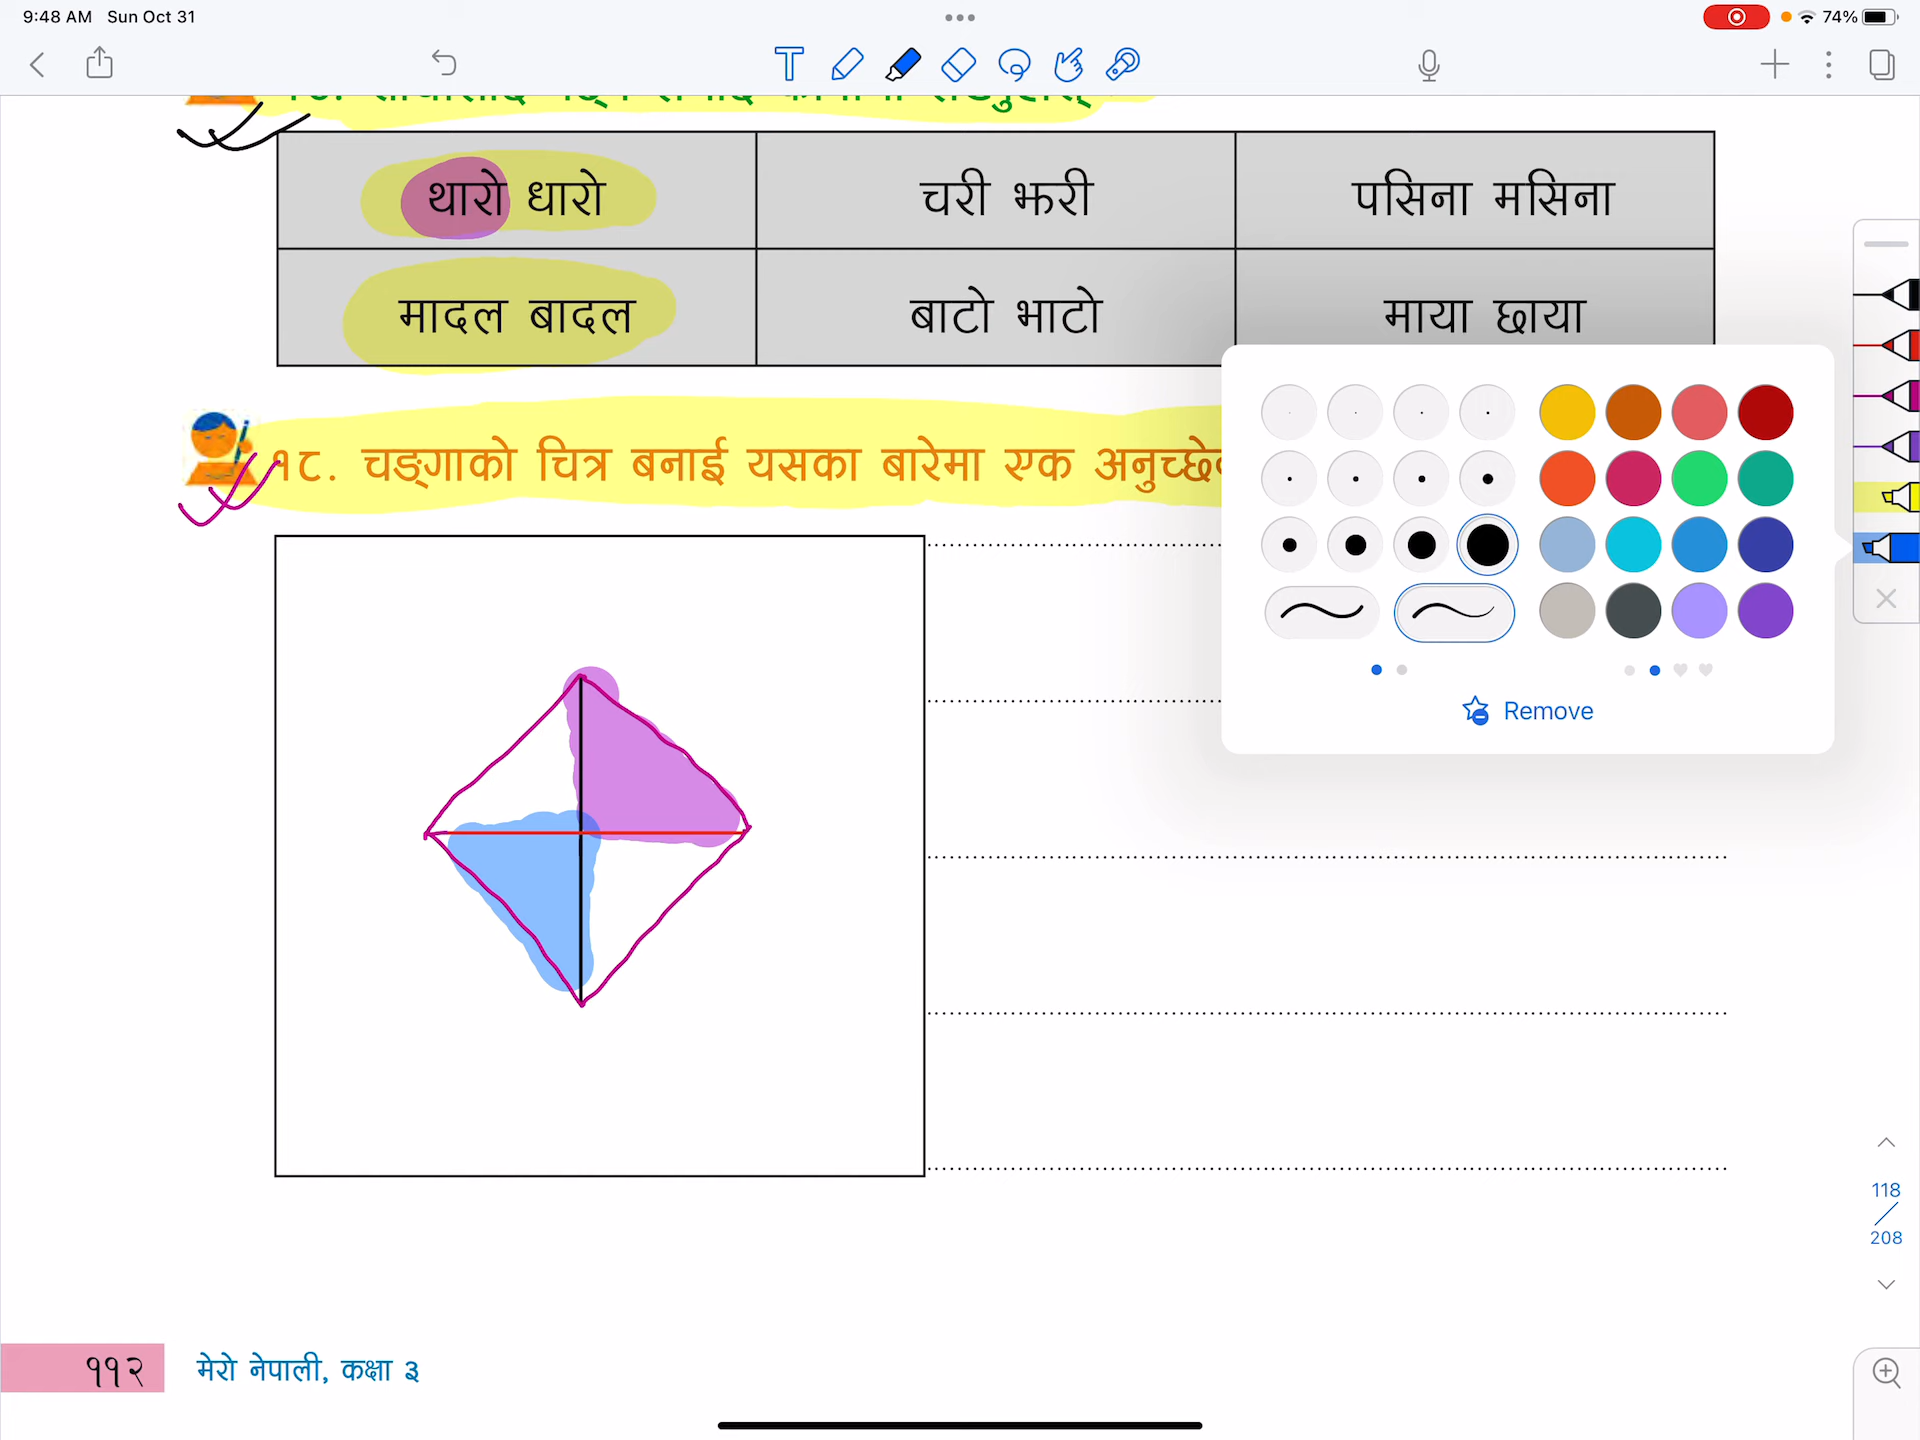 9:48 AM Sun Oct 31
74%
थारो धारो
चरी झरी
पसिना मसिना
मादल बादल
बाटो भाटो
माया छाया
१८. चङ्गाको चित्र बनाई यसका बारेमा एक
Remove
118
208
११२
मेरो नेपाली, कक्षा ३